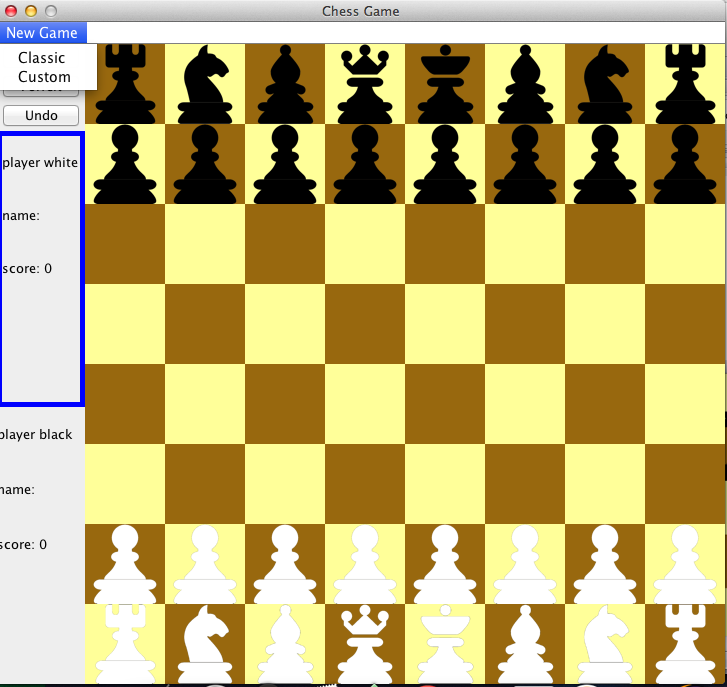 Chess Game
New Game
Classic
Custom
Undo
player white
name:
score: 0
player black
name:
score: 0